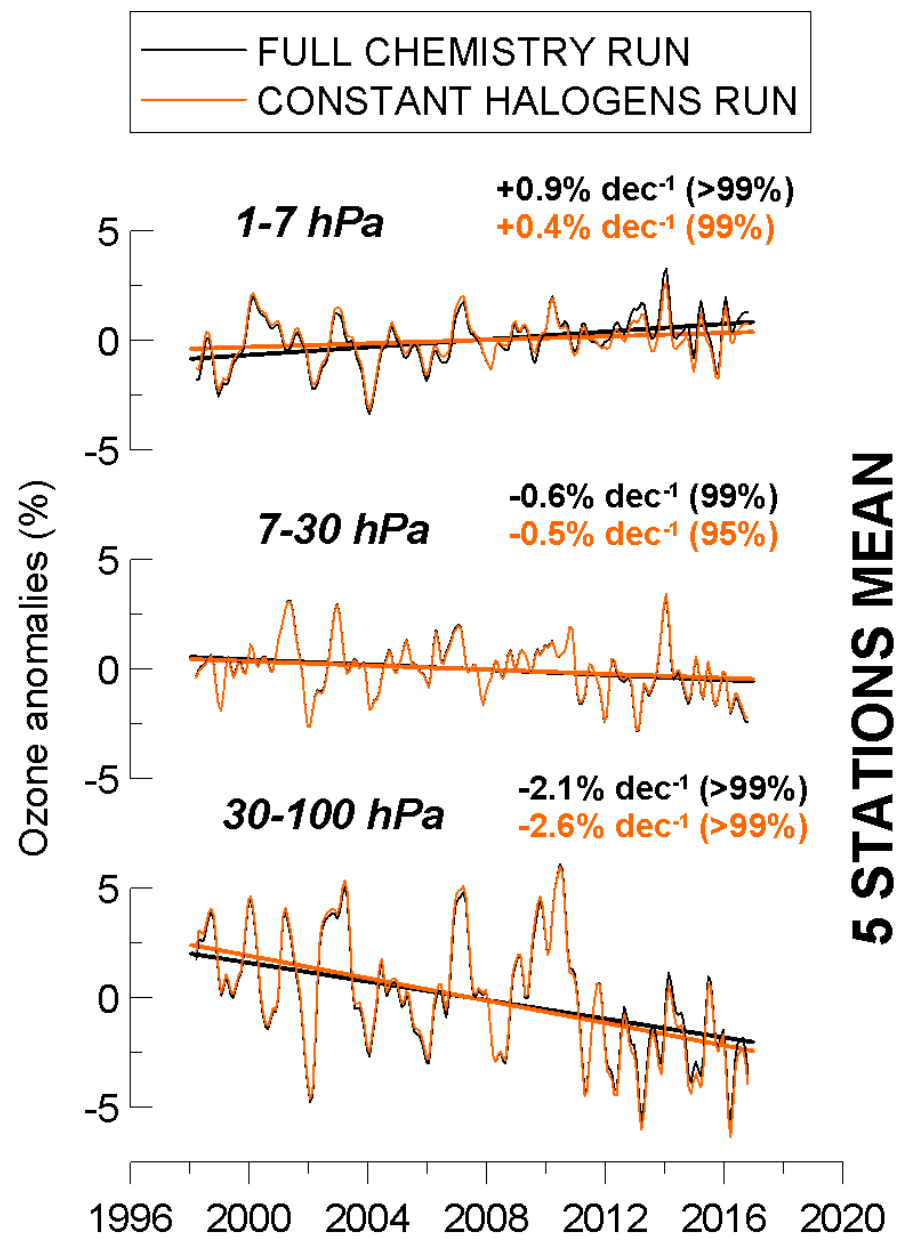 FULL CHEMISTRY RUN
CONSTANT HALOGENS RUN
1-7 hPa
+0.9% dec⁻¹ (>99%)
+0.4% dec⁻¹ (99%)
5
0
-5
7-30 hPa
-0.6% dec⁻¹ (99%)
-0.5% dec⁻¹ (95%)
5
0
-5
30-100 hPa
-2.1% dec⁻¹ (>99%)
-2.6% dec⁻¹ (>99%)
5
0
-5
Ozone anomalies (%)
5 STATIONS MEAN
1996 2000 2004 2008 2012 2016 2020